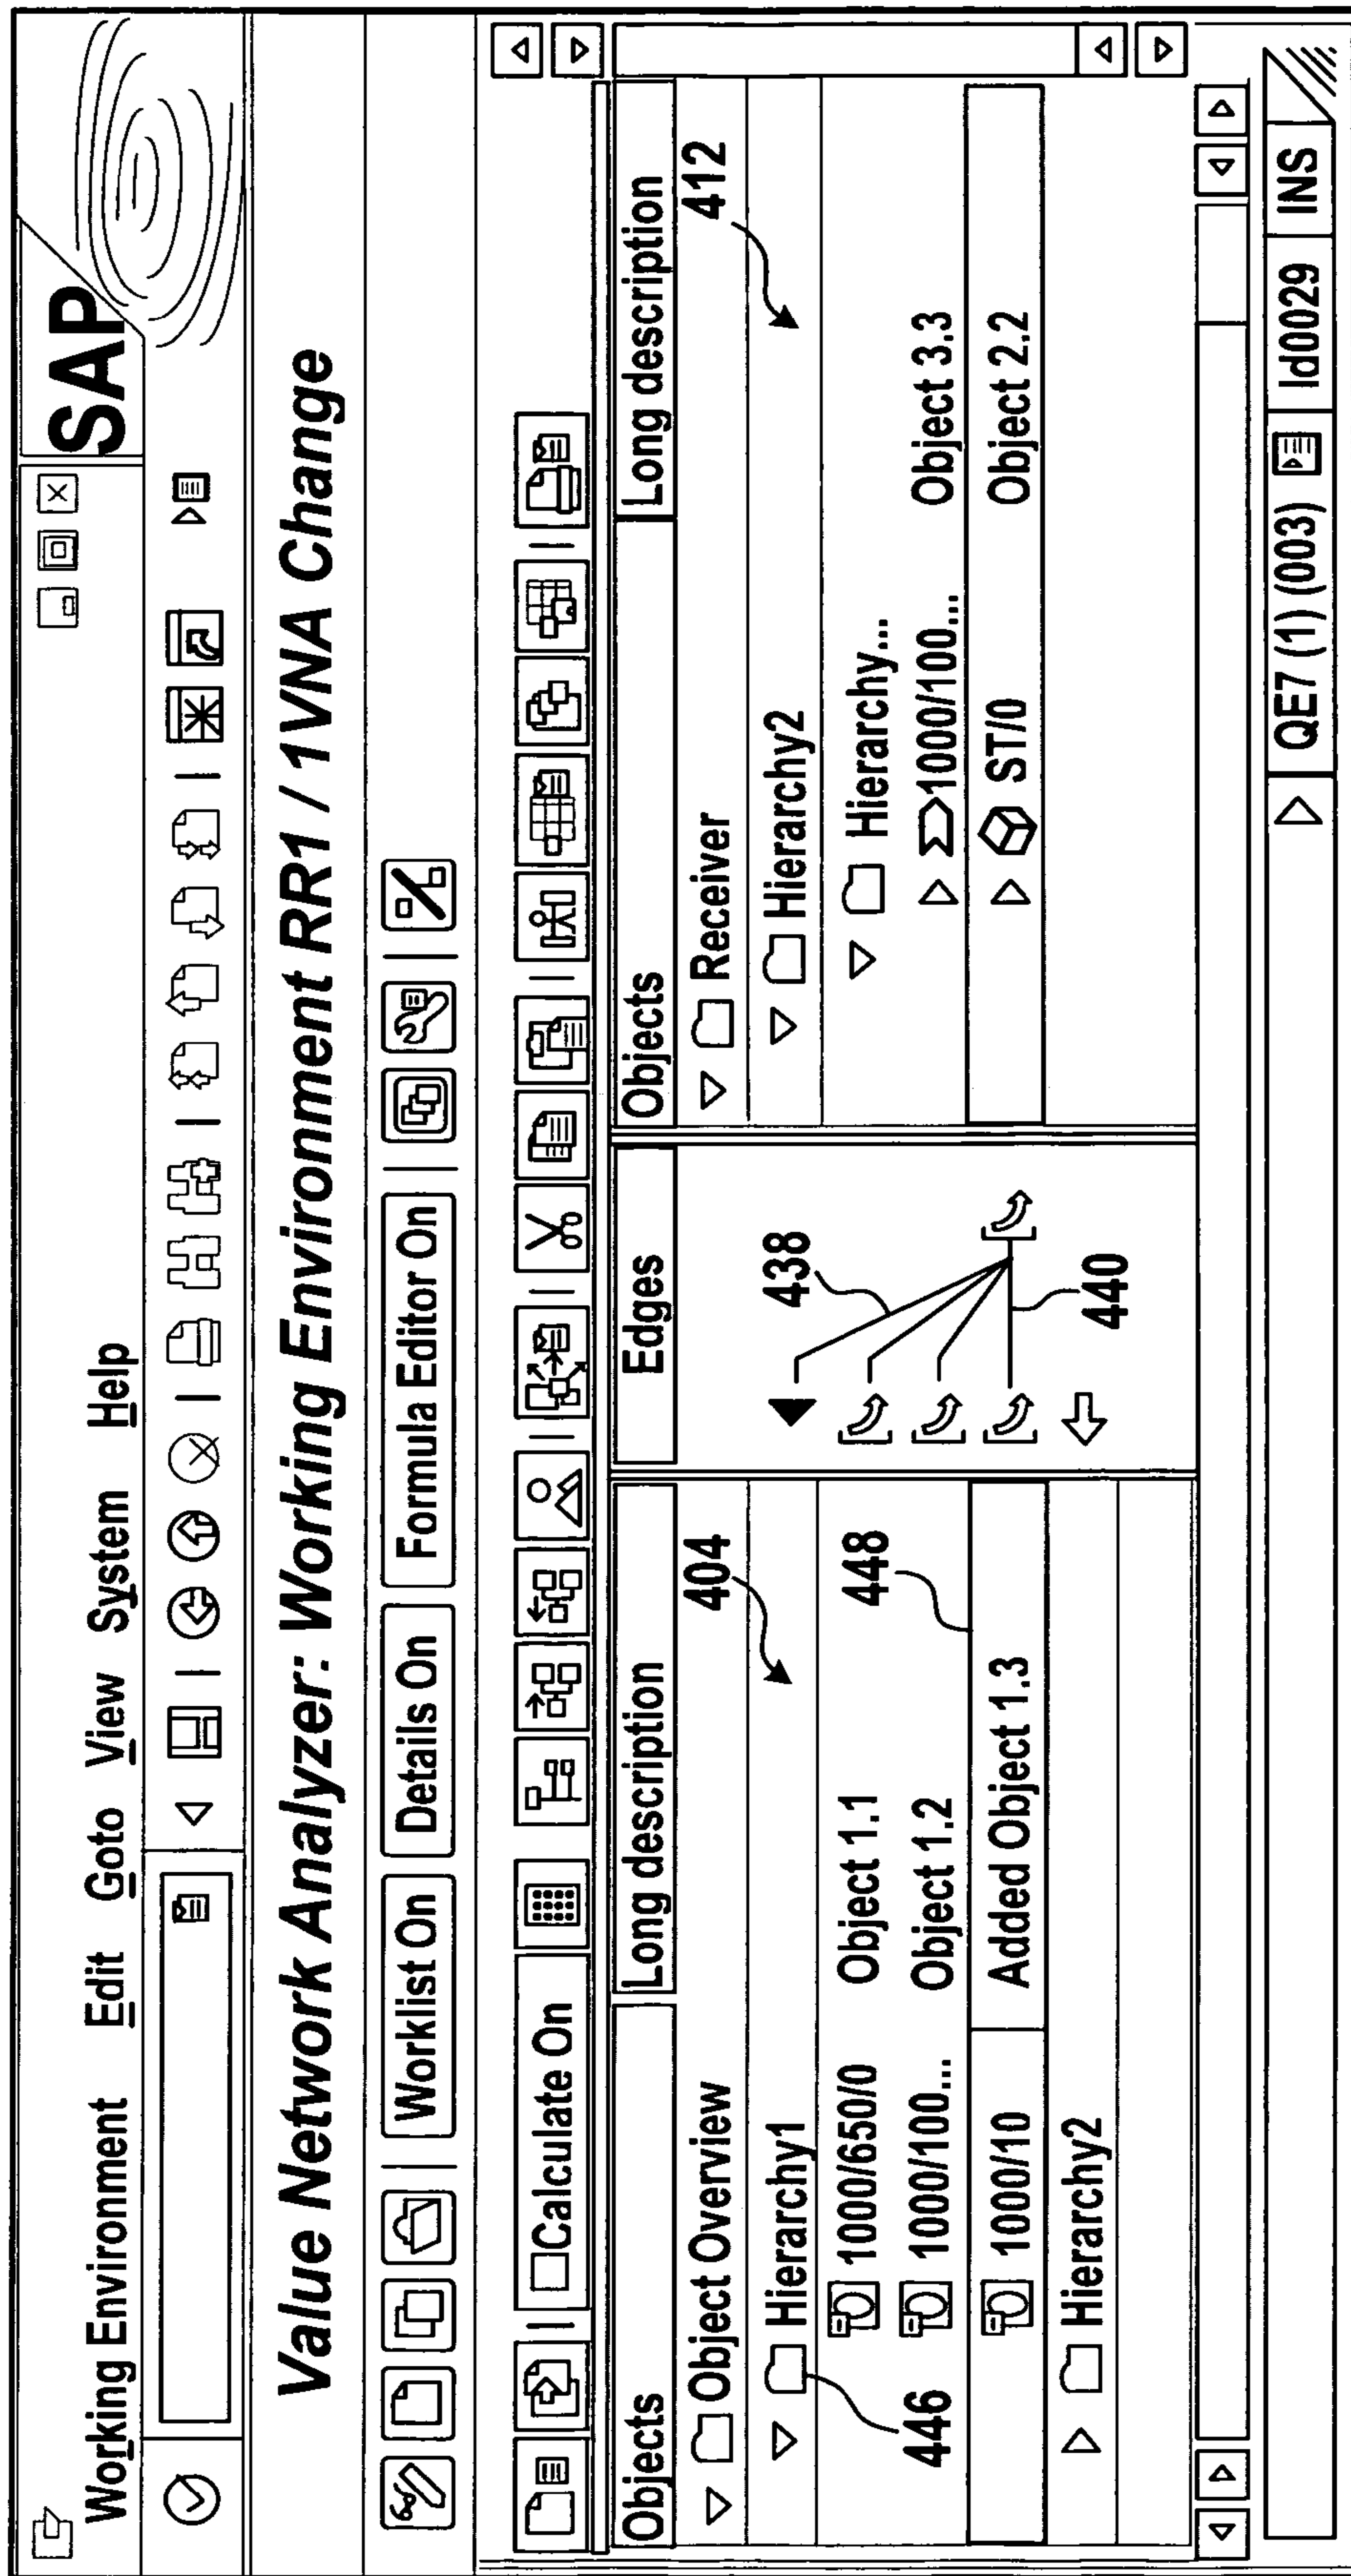 SAP
Working Environment Edit Goto View System Help
Value Network Analyzer: Working Environment RR1 / 1VNA Change
Worklist On Details On Formula Editor On
Calculate On
Objects Long description Edges Objects Long description
Object Overview 404 Receiver 412
Hierarchy1 438 Hierarchy2
446 1000/650/0 Object 1.1 448 Hierarchy...
1000/100... Object 1.2 1000/100... Object 3.3
1000/10 Added Object 1.3 ST/0 Object 2.2
Hierarchy2 440
QE7 (1) (003) Id0029 INS